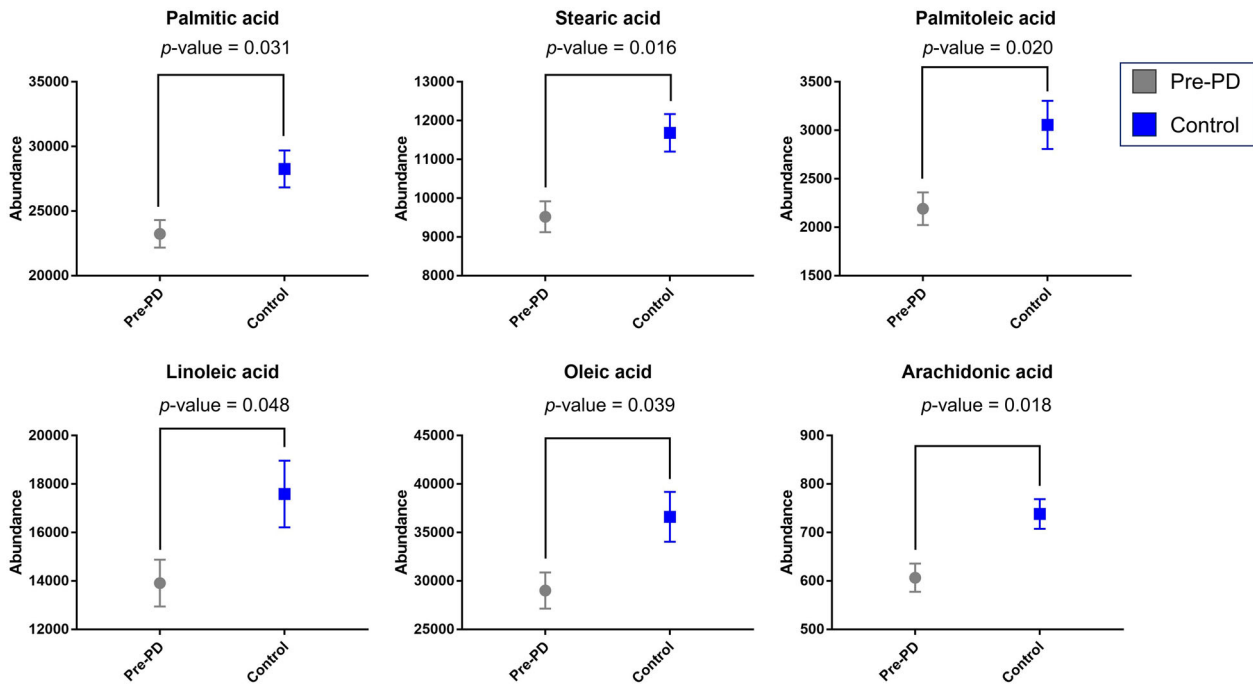 Palmitic acid
p-value = 0.031
35000
30000
25000
20000
Abundance
Pre-PD
Control
Stearic acid
p-value = 0.016
13000
12000
11000
10000
9000
8000
Abundance
Pre-PD
Control
Palmitoleic acid
p-value = 0.020
3500
3000
2500
2000
1500
Abundance
Pre-PD
Control
Pre-PD
Control
Linoleic acid
p-value = 0.048
20000
18000
16000
14000
12000
Abundance
Pre-PD
Control
Oleic acid
p-value = 0.039
45000
40000
35000
30000
25000
Abundance
Pre-PD
Control
Arachidonic acid
p-value = 0.018
900
800
700
600
500
Abundance
Pre-PD
Control